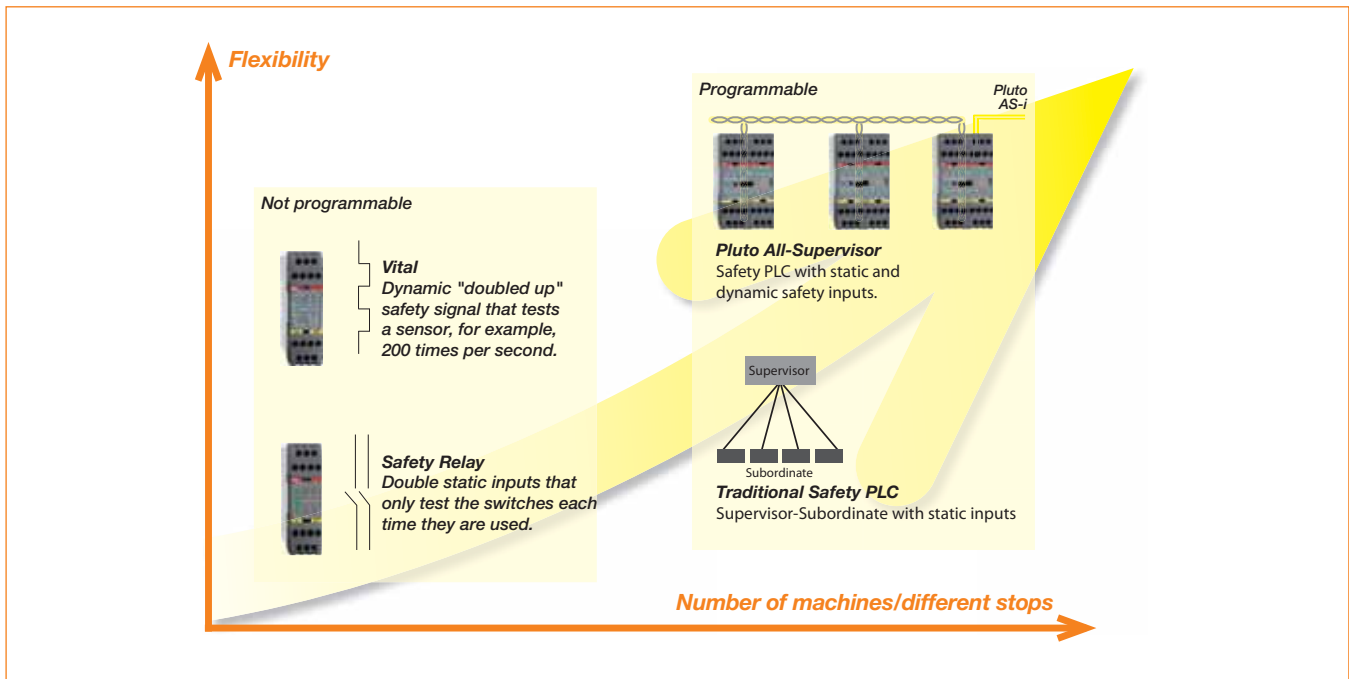 Flexibility
Not programmable
Vital
Dynamic "doubled up"
safety signal that tests
a sensor, for example,
200 times per second.
Safety Relay
Double static inputs that
only test the switches each
time they are used.
Programmable
Pluto
AS-i
Pluto All-Supervisor
Safety PLC with static and
dynamic safety inputs.
Supervisor
Subordinate
Traditional Safety PLC
Supervisor-Subordinate with static inputs
Number of machines/different stops